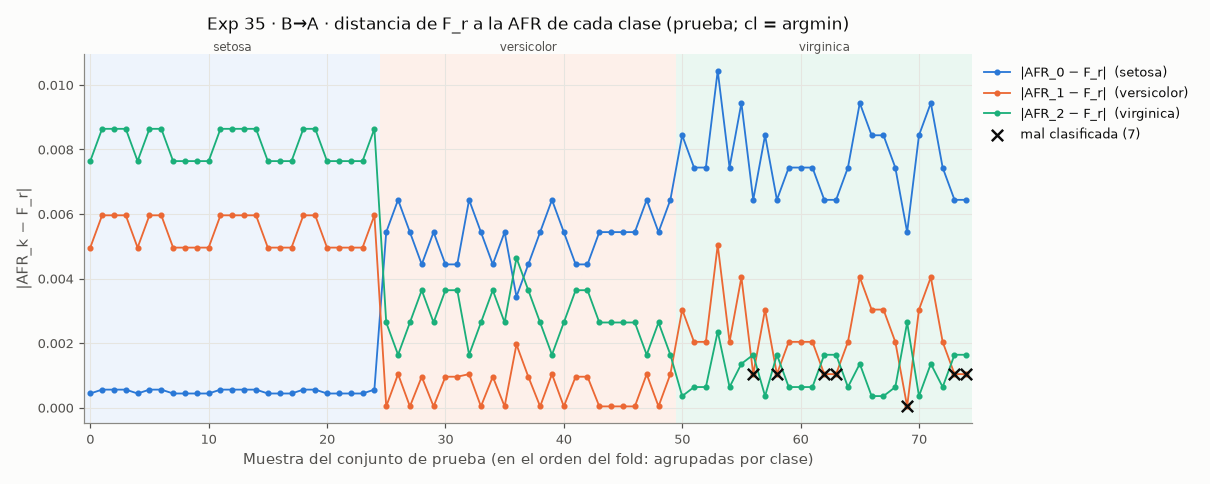 Exp 35 · B→A · distancia de F_r a la AFR de cada clase (prueba; cl = argmin)
setosa versicolor virginica
|AFR_0 − F_r| (setosa)
|AFR_1 − F_r| (versicolor)
|AFR_2 − F_r| (virginica)
mal clasificada (7)
|AFR_k − F_r|
0.010
0.008
0.006
0.004
0.002
0.000
0 10 20 30 40 50 60 70
Muestra del conjunto de prueba (en el orden del fold: agrupadas por clase)